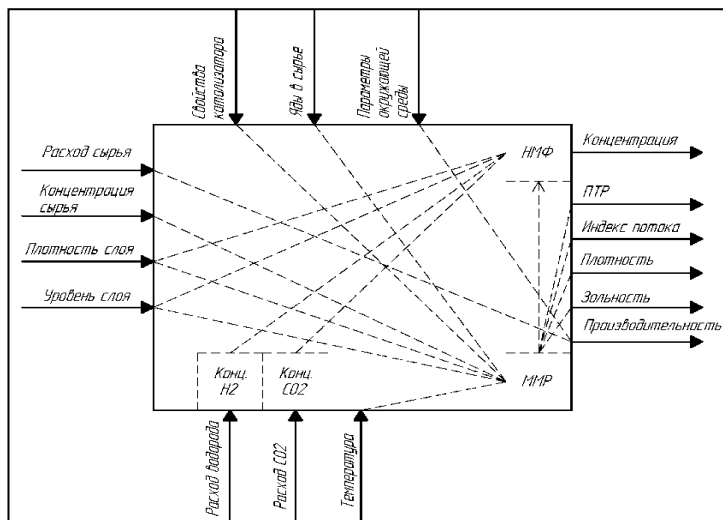 Свойства
катализатора
Яды в сырье
Параметры
окружающей
среды
Расход сырья
Концентрация
сырья
Плотность слоя
Уровень слоя
НМФ
Конц.
Н2
Конц.
СО2
ММР
Концентрация
ПТР
Индекс потока
Плотность
Зольность
Производительность
Расход водорода
Расход СО2
Температура